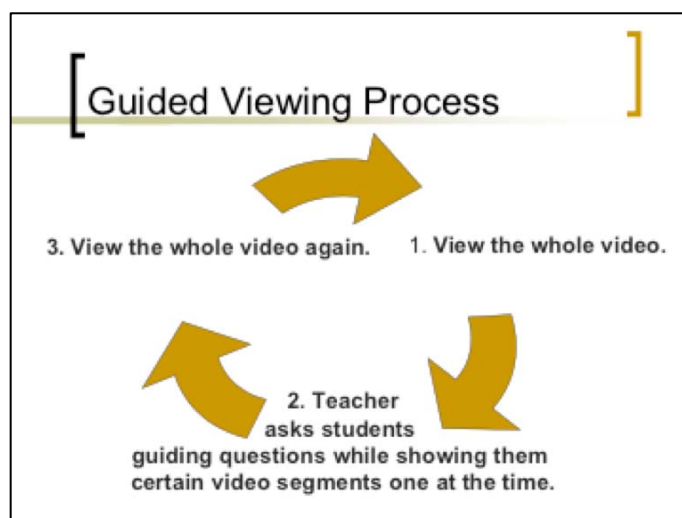 Guided Viewing Process
3. View the whole video again.
1. View the whole video.
2. Teacher
asks students
guiding questions while showing them
certain video segments one at the time.